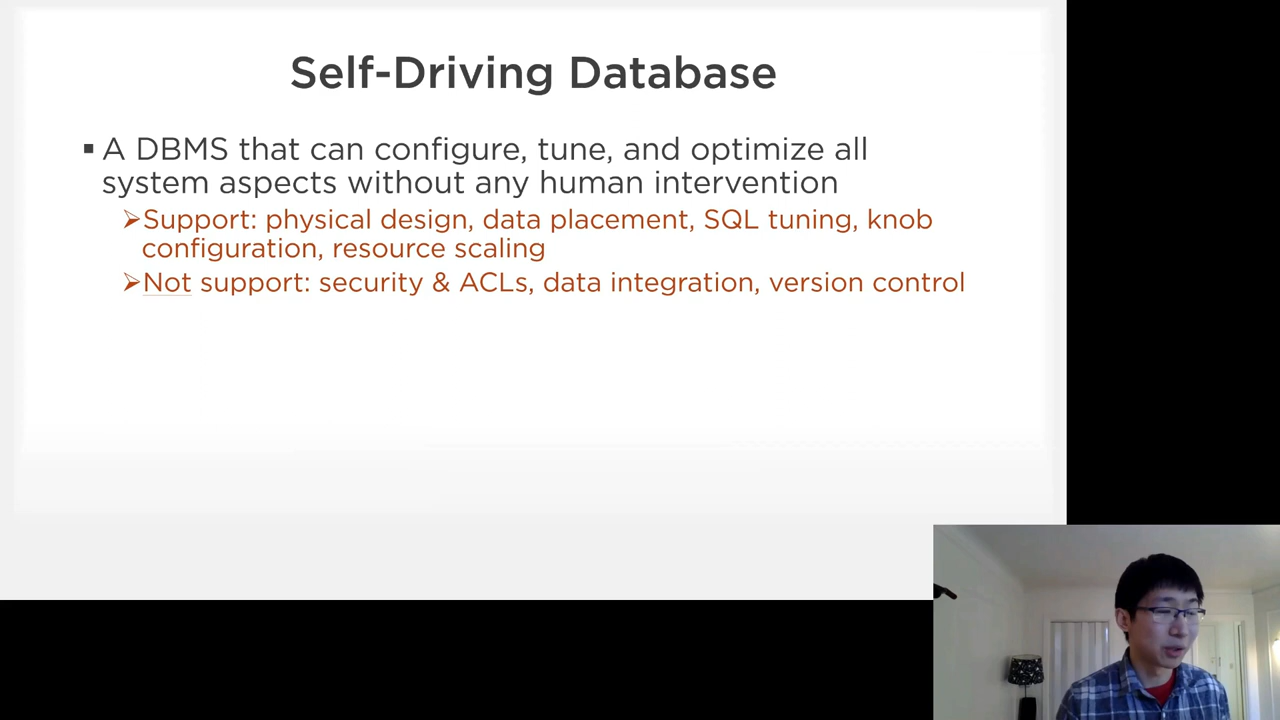 Self-Driving Database
▪ A DBMS that can configure, tune, and optimize all
system aspects without any human intervention
➢Support: physical design, data placement, SQL tuning, knob
configuration, resource scaling
➢Not support: security & ACLs, data integration, version control